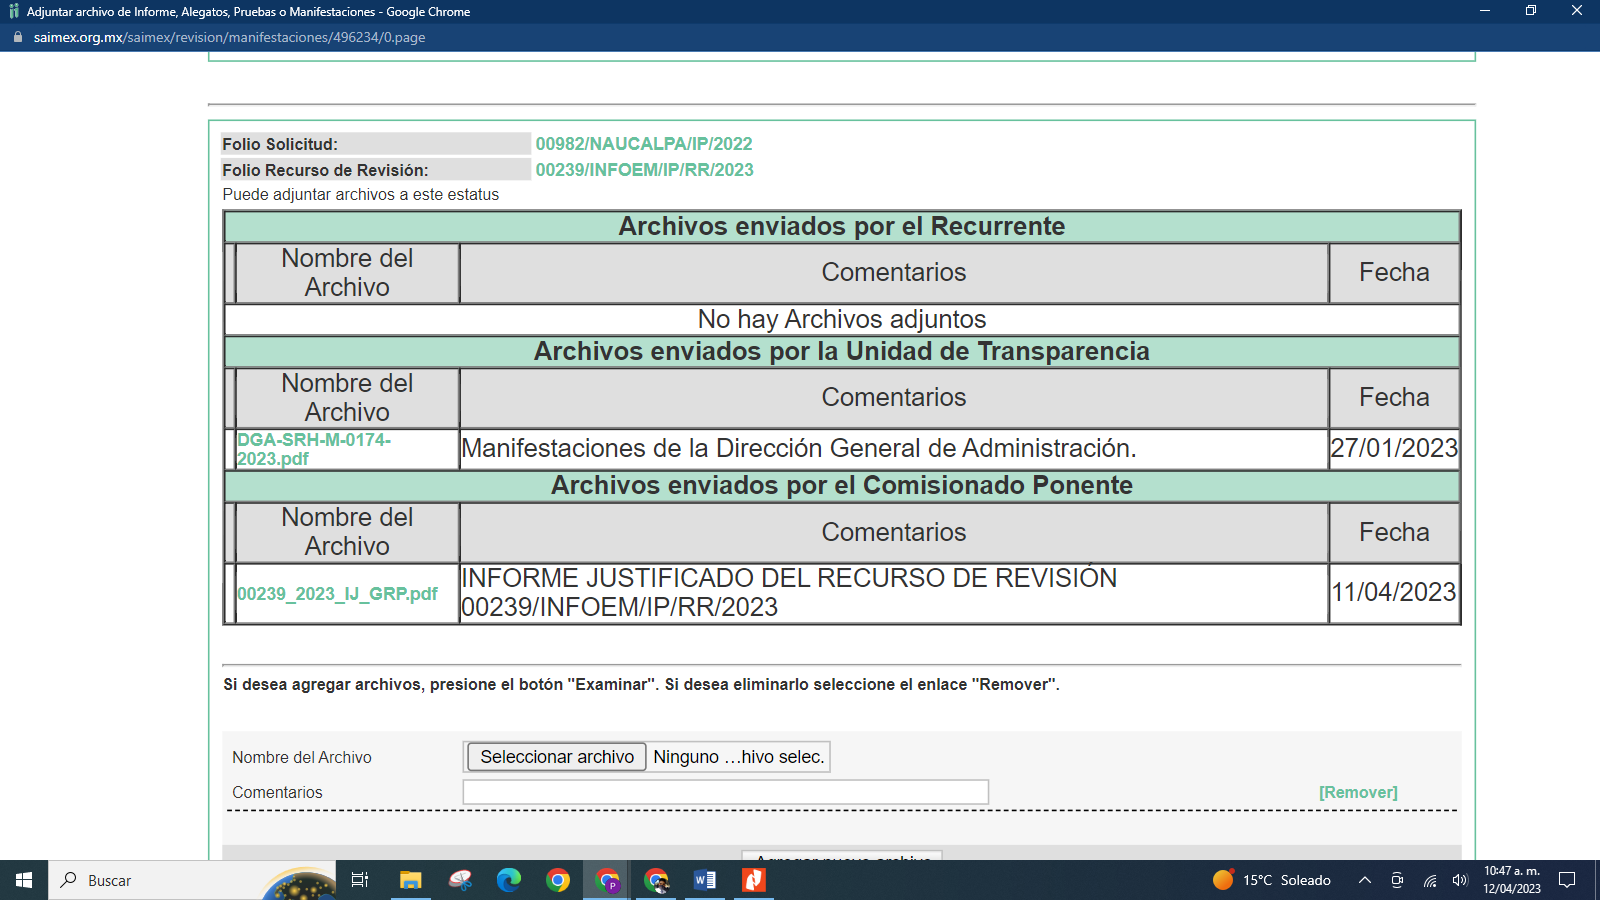 Adjuntar archivo de Informe, Alegatos, Pruebas o Manifestaciones - Google Chrome
saimex.org.mx/saimex/revision/manifestaciones/496234/0.page
Folio Solicitud: 00982/NAUCALPA/IP/2022
Folio Recurso de Revisión: 00239/INFOEM/IP/RR/2023
Puede adjuntar archivos a este estatus
Archivos enviados por el Recurrente
Nombre del Archivo Comentarios Fecha
No hay Archivos adjuntos
Archivos enviados por la Unidad de Transparencia
Nombre del Archivo Comentarios Fecha
DGA-SRH-M-0174-2023.pdf Manifestaciones de la Dirección General de Administración. 27/01/2023
Archivos enviados por el Comisionado Ponente
Nombre del Archivo Comentarios Fecha
00239_2023_IJ_GRP.pdf INFORME JUSTIFICADO DEL RECURSO DE REVISIÓN 00239/INFOEM/IP/RR/2023 11/04/2023
Si desea agregar archivos, presione el botón "Examinar". Si desea eliminarlo seleccione el enlace "Remover".
Nombre del Archivo Seleccionar archivo Ninguno ...hivo selec.
Comentarios [Remover]
Agregar nuevo archivo
Buscar 15°C Soleado 10:47 a. m.
12/04/2023